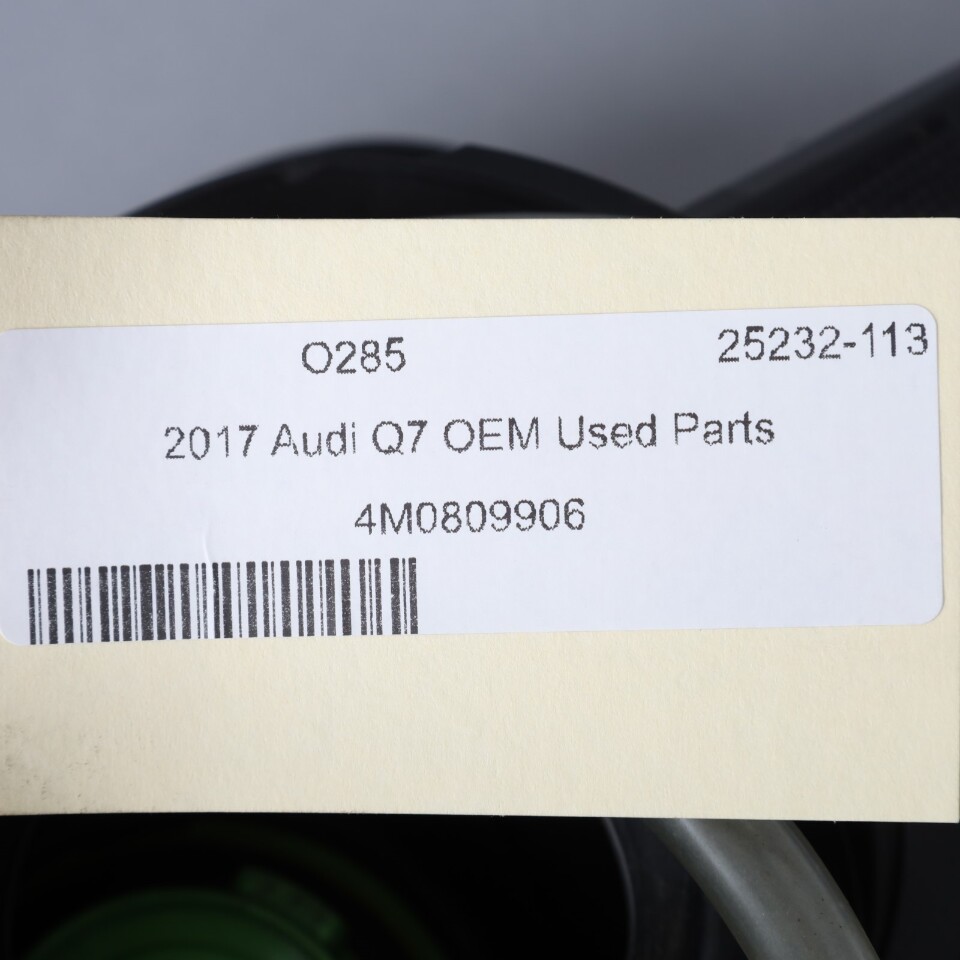 O285 25232-113
2017 Audi Q7 OEM Used Parts
4M0809906